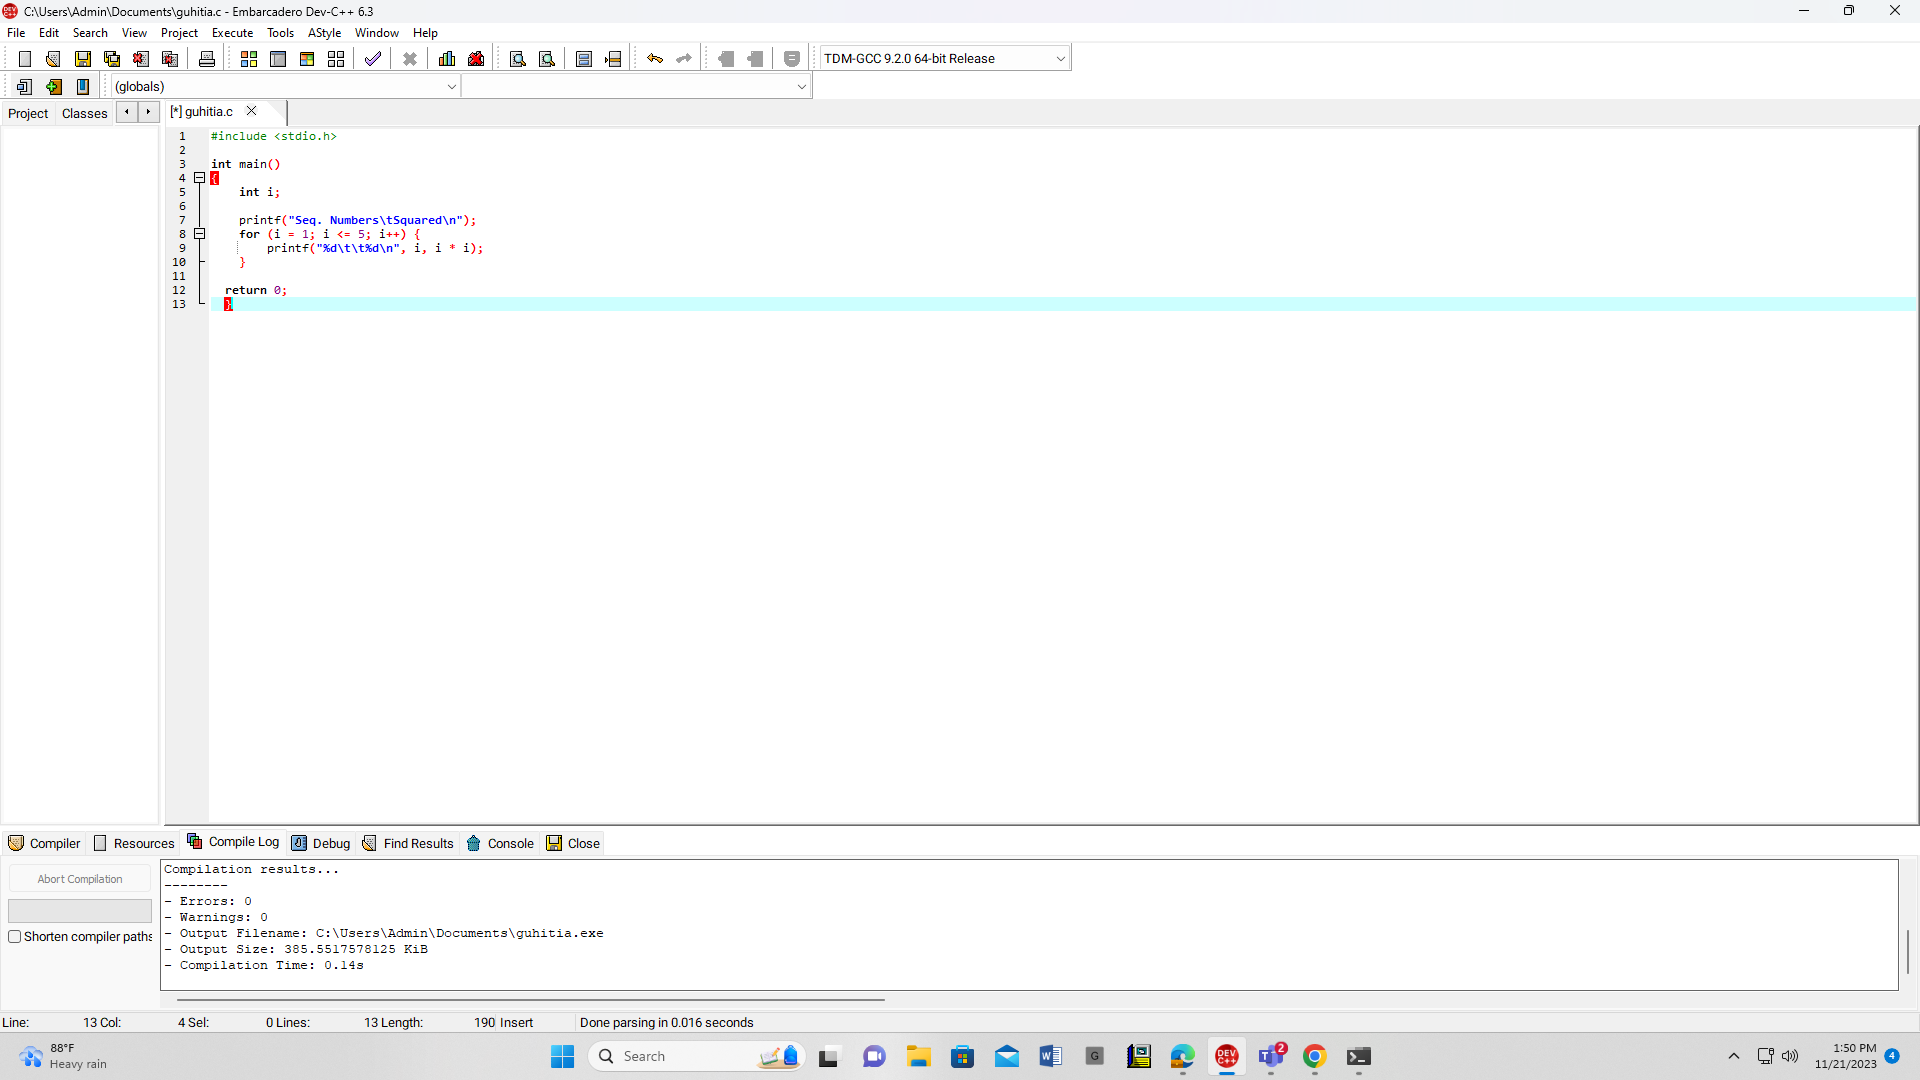 C:\Users\Admin\Documents\guhitia.c - Embarcadero Dev-C++ 6.3
File Edit Search View Project Execute Tools AStyle Window Help
TDM-GCC 9.2.0 64-bit Release
(globals)
Project Classes [*] guhitia.c
1 #include <stdio.h>
2
3 int main()
4 {
5 int i;
6
7 printf("Seq. Numbers\tSquared\n");
8 for (i = 1; i <= 5; i++) {
9 printf("%d\t\t%d\n", i, i * i);
10 }
11
12 return 0;
13 }
Compiler Resources Compile Log Debug Find Results Console Close
Abort Compilation
Shorten compiler paths
Compilation results...
--------
- Errors: 0
- Warnings: 0
- Output Filename: C:\Users\Admin\Documents\guhitia.exe
- Output Size: 385.5517578125 KiB
- Compilation Time: 0.14s
Line: 13 Col: 4 Sel: 0 Lines: 13 Length: 190 Insert Done parsing in 0.016 seconds
88°F
Heavy rain
Search
G
DEV
C++
2
1:50 PM
11/21/2023
4